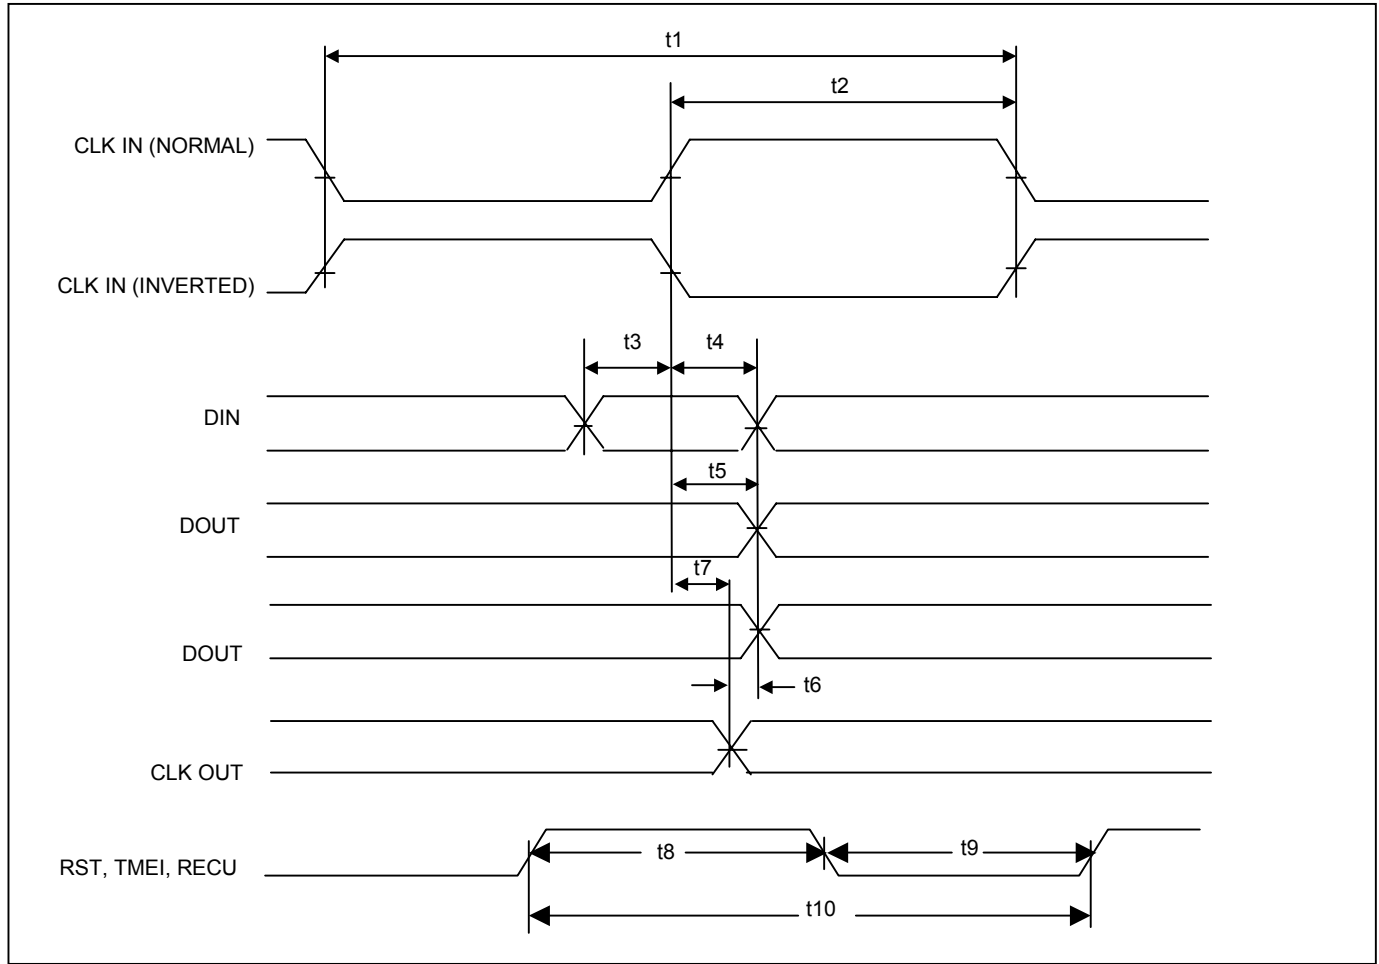 t1
t2
CLK IN (NORMAL)
CLK IN (INVERTED)
t3
t4
DIN
t5
DOUT
t7
DOUT
t6
CLK OUT
t8
t9
RST, TMEI, RECU
t10